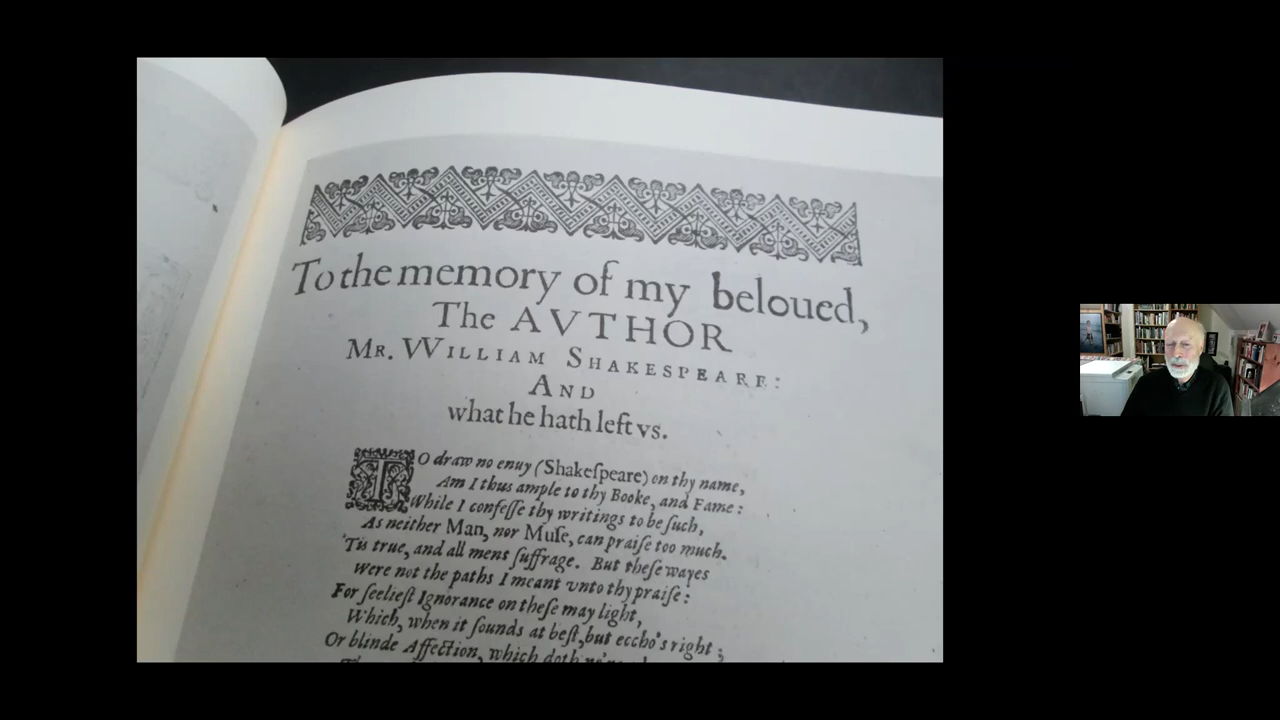 To the memory of my beloued,
The AVTHOR
MR. VVILLIAM SHAKESPEARE:
AND
what he hath left vs.
TO draw no enuy (Shakeſpeare) on thy name,
Am I thus ample to thy Booke, and Fame:
While I confeſſe thy writings to be ſuch,
As neither Man, nor Muſe, can praiſe too much.
'Tis true, and all mens ſuffrage. But theſe wayes
Were not the paths I meant vnto thy praiſe:
For ſeelieſt Ignorance on theſe may light,
Which, when it ſounds at beſt, but eccho's right;
Or blinde Affection, which doth